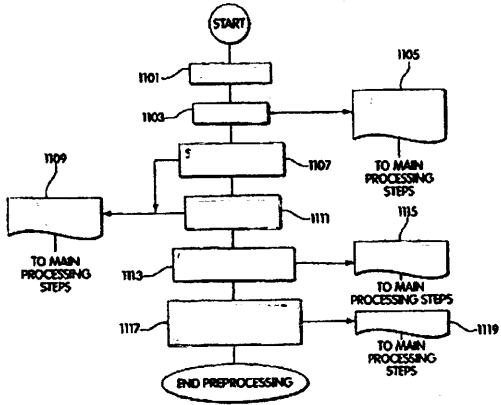 START
1101
1103
1105
TO MAIN
PROCESSING
STEPS
1107
1109
TO MAIN
PROCESSING
STEPS
1111
1113
1115
TO MAIN
PROCESSING STEPS
1117
1119
TO MAIN
PROCESSING
STEPS
END PREPROCESSING